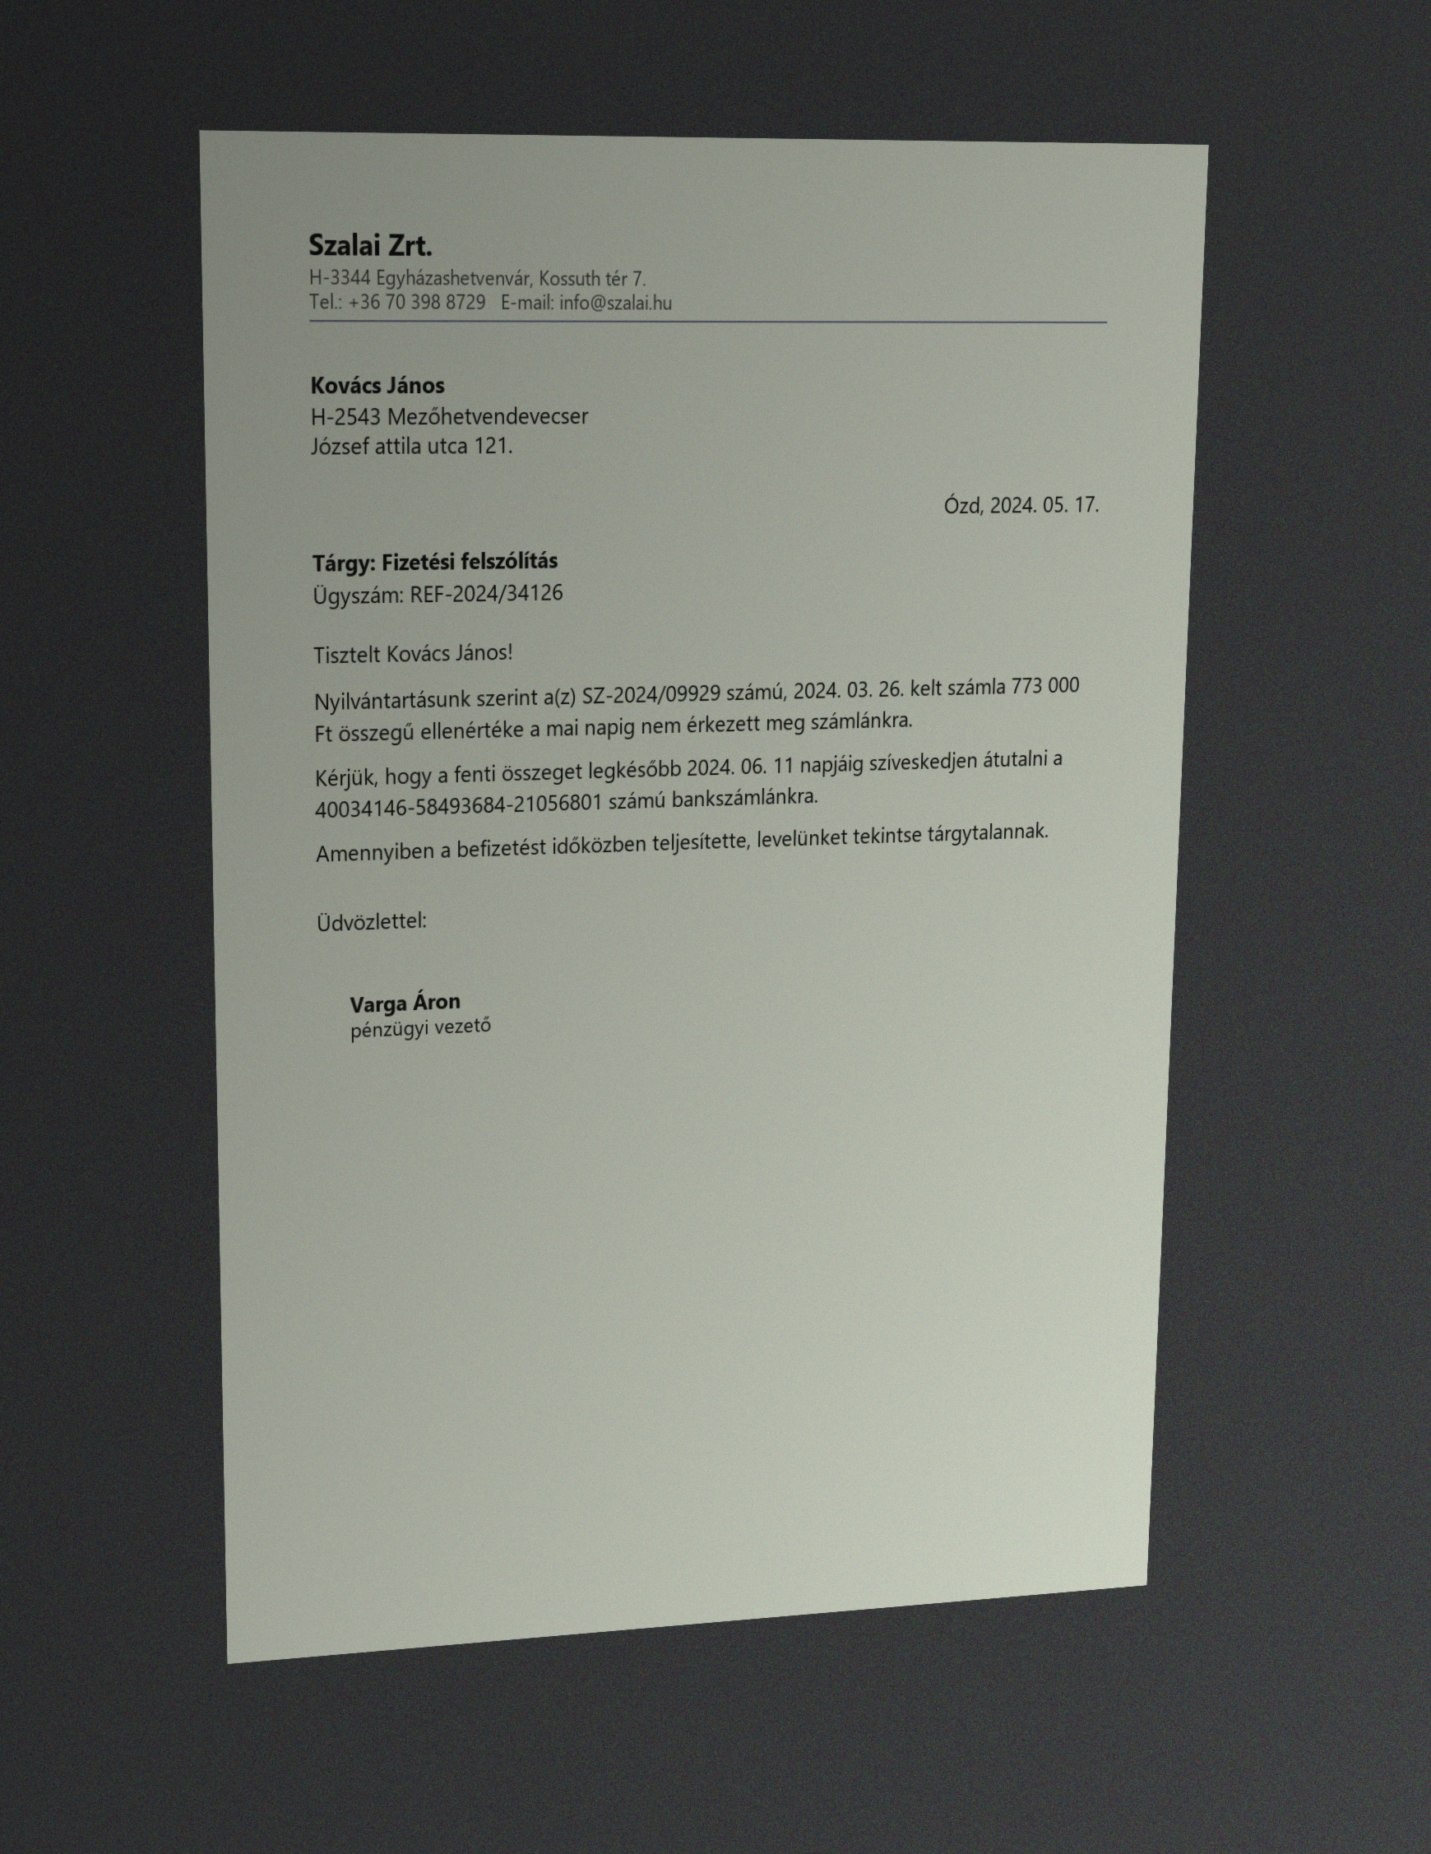 Szalai Zrt.
H-3344 Egyházashetvenvár, Kossuth tér 7.
Tel.: +36 70 398 8729 E-mail: info@szalai.hu
Kovács János
H-2543 Mezőhetvendevecser
József attila utca 121.
Ózd, 2024. 05. 17.
Tárgy: Fizetési felszólítás
Ügyszám: REF-2024/34126
Tisztelt Kovács János!
Nyilvántartásunk szerint a(z) SZ-2024/09929 számú, 2024. 03. 26. kelt számla 773 000
Ft összegű ellenértéke a mai napig nem érkezett meg számlánkra.
Kérjük, hogy a fenti összeget legkésőbb 2024. 06. 11 napjáig szíveskedjen átutalni a
40034146-58493684-21056801 számú bankszámlánkra.
Amennyiben a befizetést időközben teljesítette, levelünket tekintse tárgytalannak.
Üdvözlettel:
Varga Áron
pénzügyi vezető